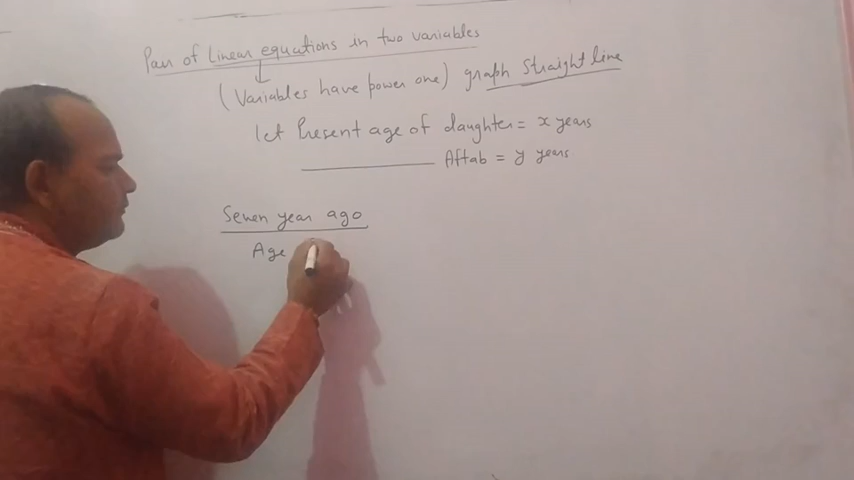 Pair of Linear equations in two variables
(Variables have power one) graph straight line
let Present age of daughter = x years
Aftab = y years
Seven year ago
Age